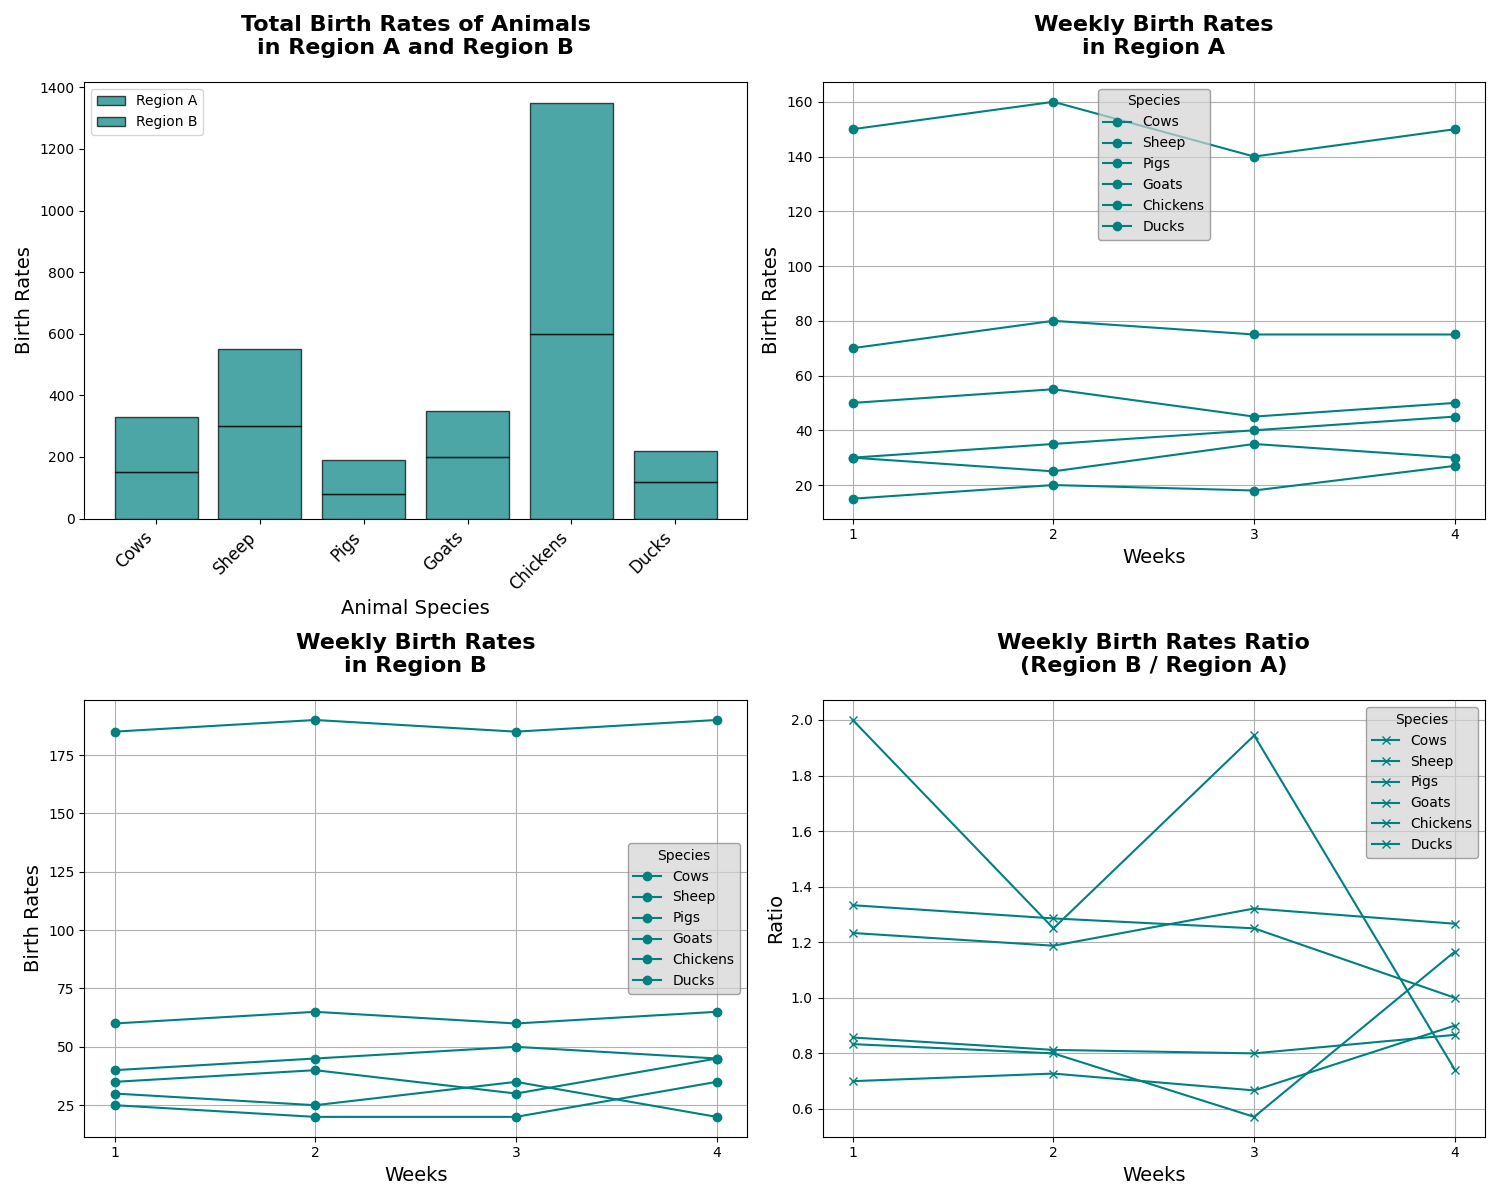 Total Birth Rates of Animals
in Region A and Region B
1400
1200
1000
800
600
400
200
0
Birth Rates
Region A
Region B
Cows
Sheep
Pigs
Goats
Chickens
Ducks
Animal Species
Weekly Birth Rates
in Region A
160
140
120
100
80
60
40
20
Birth Rates
Species
Cows
Sheep
Pigs
Goats
Chickens
Ducks
1
2
3
4
Weeks
Weekly Birth Rates
in Region B
175
150
125
100
75
50
25
Birth Rates
Species
Cows
Sheep
Pigs
Goats
Chickens
Ducks
1
2
3
4
Weeks
Weekly Birth Rates Ratio
(Region B / Region A)
2.0
1.8
1.6
1.4
1.2
1.0
0.8
0.6
Ratio
Species
Cows
Sheep
Pigs
Goats
Chickens
Ducks
1
2
3
4
Weeks